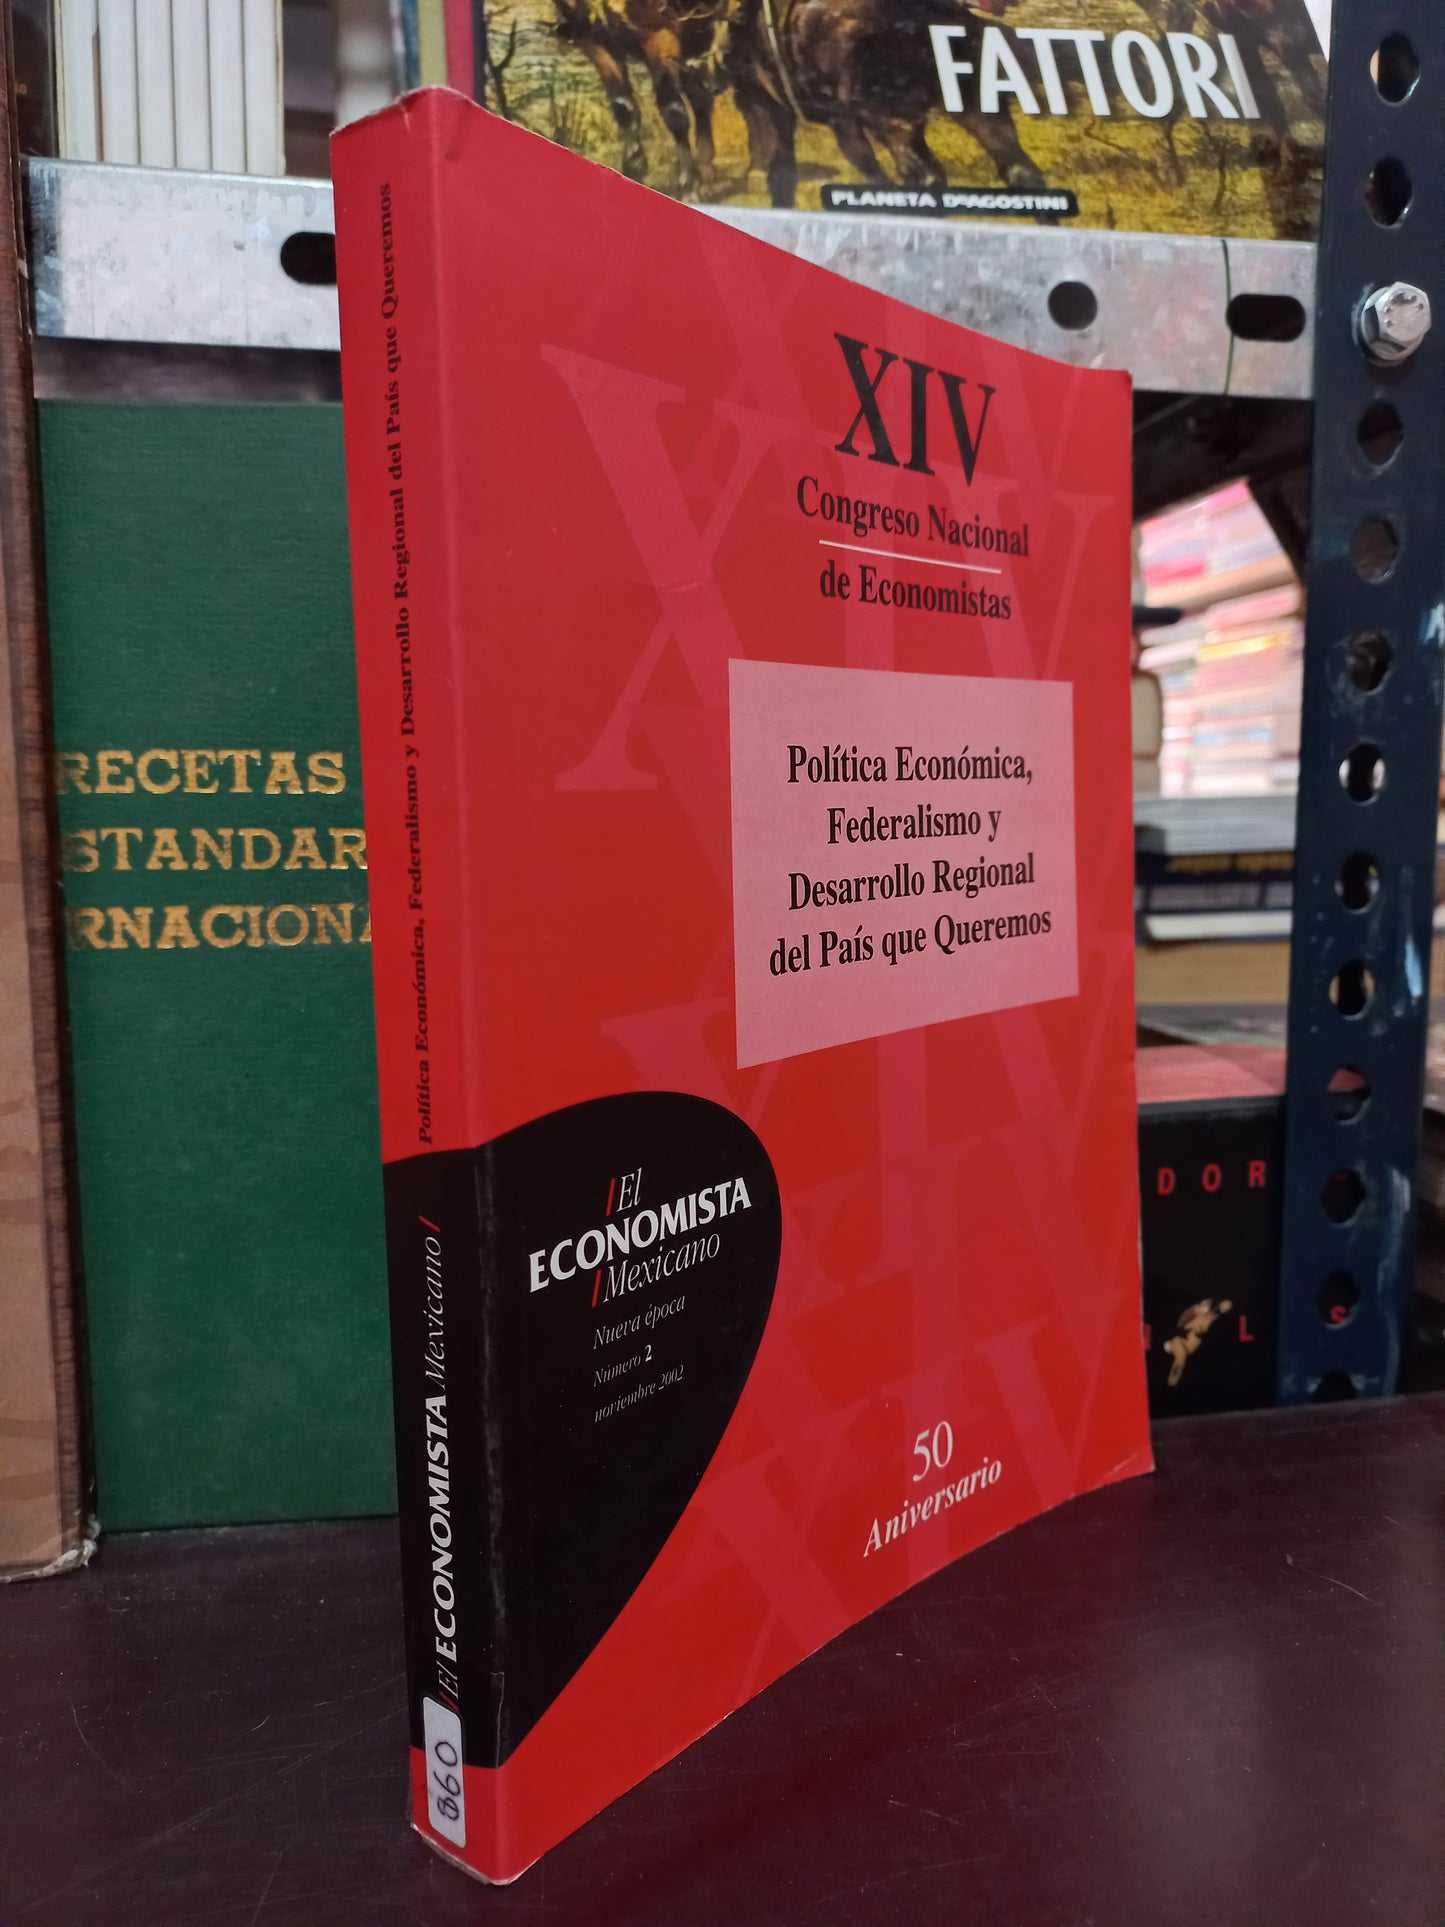 FATTORI
PLANETA DeAGOSTINI
XIV
Congreso Nacional
de Economistas
Política Económica,
Federalismo y
Desarrollo Regional
del País que Queremos
/El
ECONOMISTA
/Mexicano
Nueva época
Número 2
noviembre 2002
50
Aniversario
Política Económica, Federalismo y Desarrollo Regional del País que Queremos
/El ECONOMISTA Mexicano/
860
RECETAS
STANDAR
RNACIONA
DOR
L S